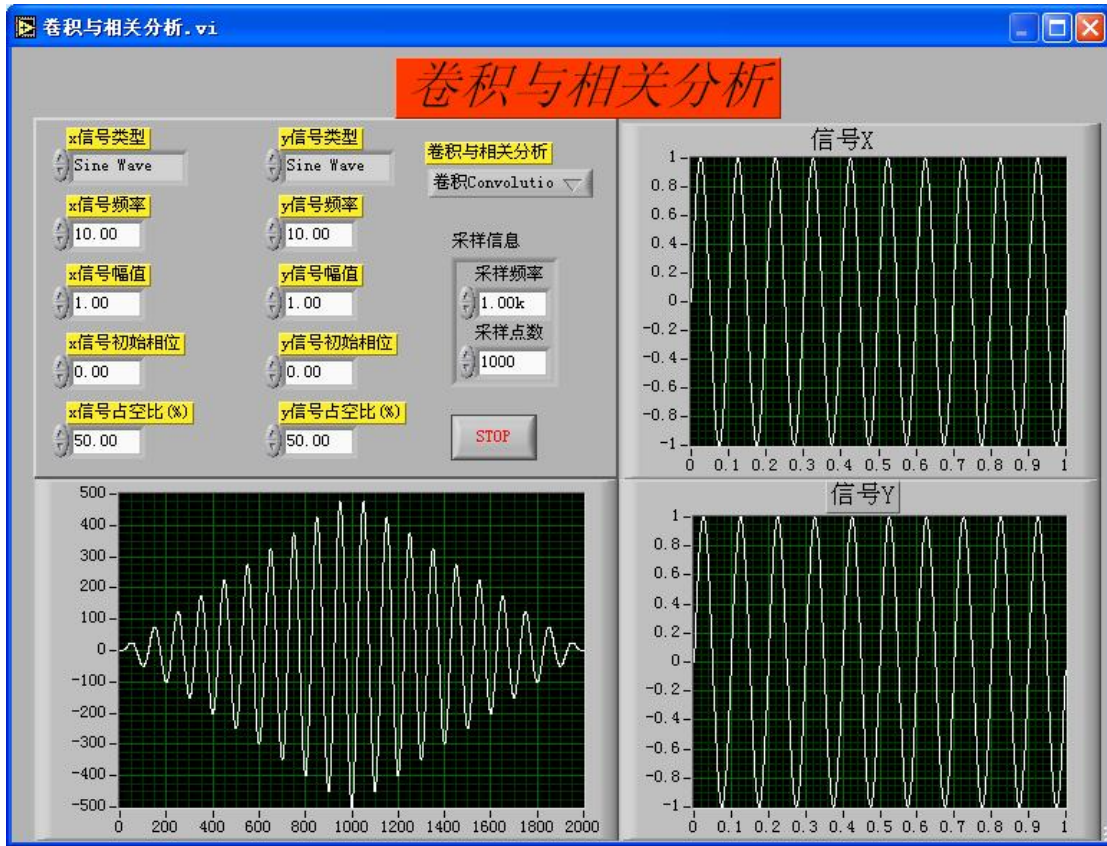 卷积与相关分析.vi
卷积与相关分析
x信号类型
Sine Wave
x信号频率
10.00
x信号幅值
1.00
x信号初始相位
0.00
x信号占空比(%)
50.00
y信号类型
Sine Wave
y信号频率
10.00
y信号幅值
1.00
y信号初始相位
0.00
y信号占空比(%)
50.00
卷积与相关分析
卷积Convolutio
采样信息
采样频率
1.00k
采样点数
1000
STOP
信号X
1
0.8
0.6
0.4
0.2
0
-0.2
-0.4
-0.6
-0.8
-1
0 0.1 0.2 0.3 0.4 0.5 0.6 0.7 0.8 0.9 1
500
400
300
200
100
0
-100
-200
-300
-400
-500
0 200 400 600 800 1000 1200 1400 1600 1800 2000
信号Y
1
0.8
0.6
0.4
0.2
0
-0.2
-0.4
-0.6
-0.8
-1
0 0.1 0.2 0.3 0.4 0.5 0.6 0.7 0.8 0.9 1